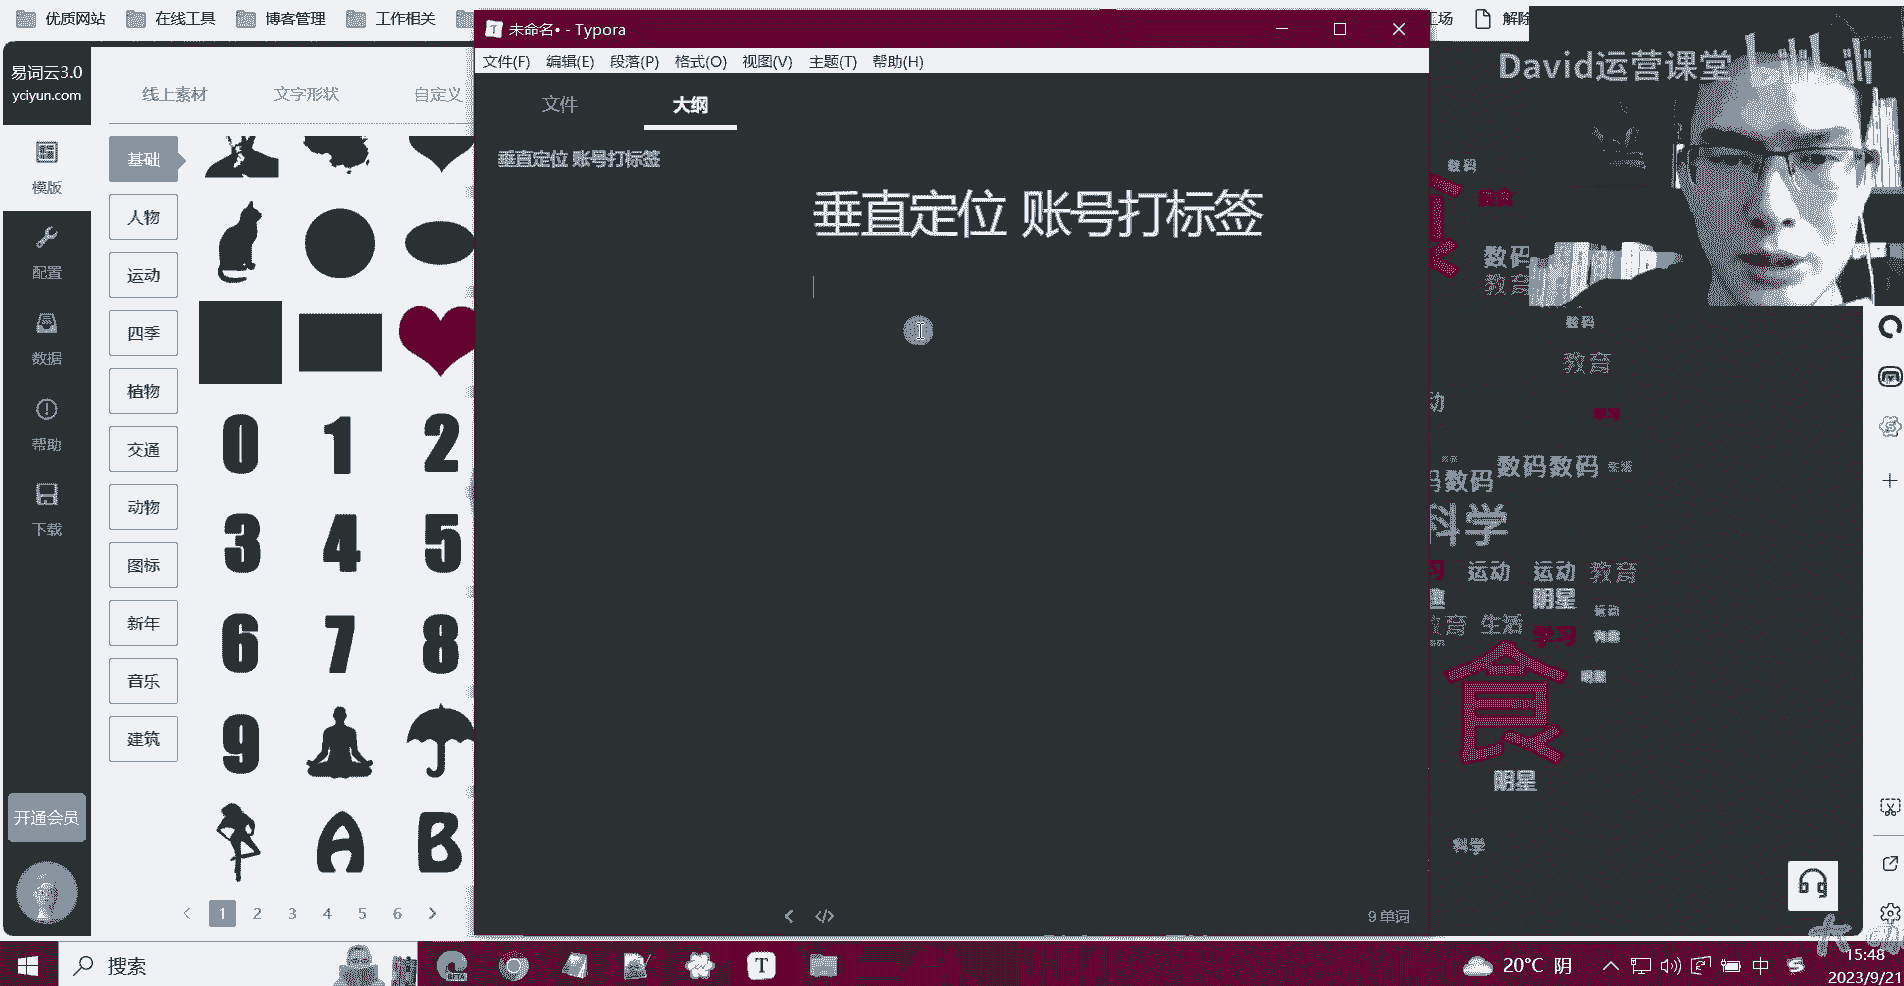 优质网站
在线工具
博客管理
工作相关
解除
未命名• - Typora
文件(F) 编辑(E) 段落(P) 格式(O) 视图(V) 主题(T) 帮助(H)
David运营课堂
易词云3.0
yciyun.com
线上素材
文字形状
自定义
文件
大纲
垂直定位 账号打标签
垂直定位 账号打标签
模版
配置
数据
帮助
下载
开通会员
基础
人物
运动
四季
植物
交通
动物
图标
新年
音乐
建筑
0 1 2
3 4 5
6 7 8
9
A B
1 2 3 4 5 6
9 单词
数码
数码
教育
数码
教育
学习
数码数码
生活
数码
科学
运动 运动 教育
明星
运动
教育 生活 学习
食
明星
科学
搜索
BETA
T
20°C 阴
中
15:48
2023/9/21